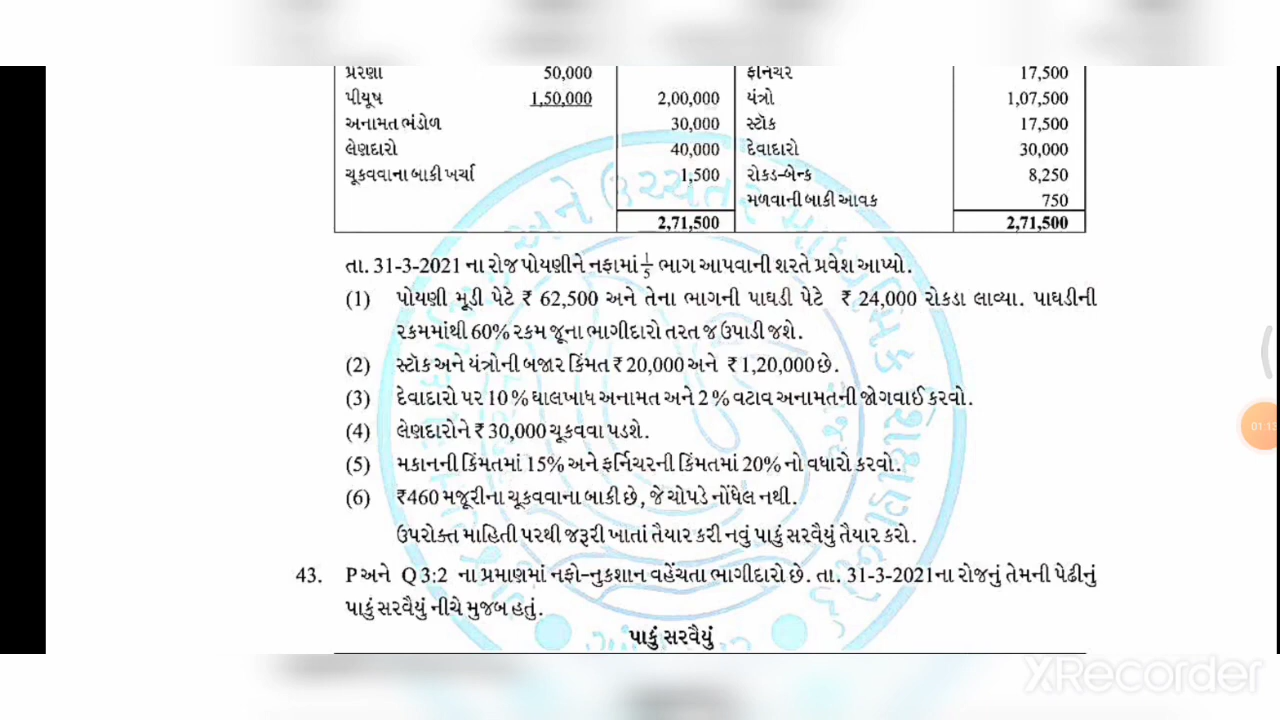 પ્રેરણા 50,000 ફર્નિચર 17,500
પીયૂષ 1,50,000 2,00,000 યંત્રો 1,07,500
અનામત ભંડોળ 30,000 સ્ટૉક 17,500
લેણદારો 40,000 દેવાદારો 30,000
ચૂકવવાના બાકી ખર્ચા 1,500 રોકડ-બેન્ક 8,250
મળવાની બાકી આવક 750
2,71,500 2,71,500
તા. 31-3-2021 ના રોજ પોયણીને નફામાં 1/5 ભાગ આપવાની શરતે પ્રવેશ આપ્યો.
(1) પોયણી મૂડી પેટે ₹ 62,500 અને તેના ભાગની પાઘડી પેટે ₹ 24,000 રોકડા લાવ્યા. પાઘડીની
રકમમાંથી 60% રકમ જૂના ભાગીદારો તરત જ ઉપાડી જશે.
(2) સ્ટૉક અને યંત્રોની બજાર કિંમત ₹ 20,000 અને ₹ 1,20,000 છે.
(3) દેવાદારો પર 10% ઘાલખાધ અનામત અને 2% વટાવ અનામતની જોગવાઈ કરવો.
(4) લેણદારોને ₹ 30,000 ચૂકવવા પડશે.
(5) મકાનની કિંમતમાં 15% અને ફર્નિચરની કિંમતમાં 20% નો વધારો કરવો.
(6) ₹460 મજૂરીના ચૂકવવાના બાકી છે, જે ચોપડે નોંધેલ નથી.
ઉપરોક્ત માહિતી પરથી જરૂરી ખાતાં તૈયાર કરી નવું પાકું સરવૈયું તૈયાર કરો.
43. P અને Q 3:2 ના પ્રમાણમાં નફો-નુકશાન વહેંચતા ભાગીદારો છે. તા. 31-3-2021ના રોજનું તેમની પેઢીનું
પાકું સરવૈયું નીચે મુજબ હતું.
પાકું સરવૈયું
01:13
XRecorder